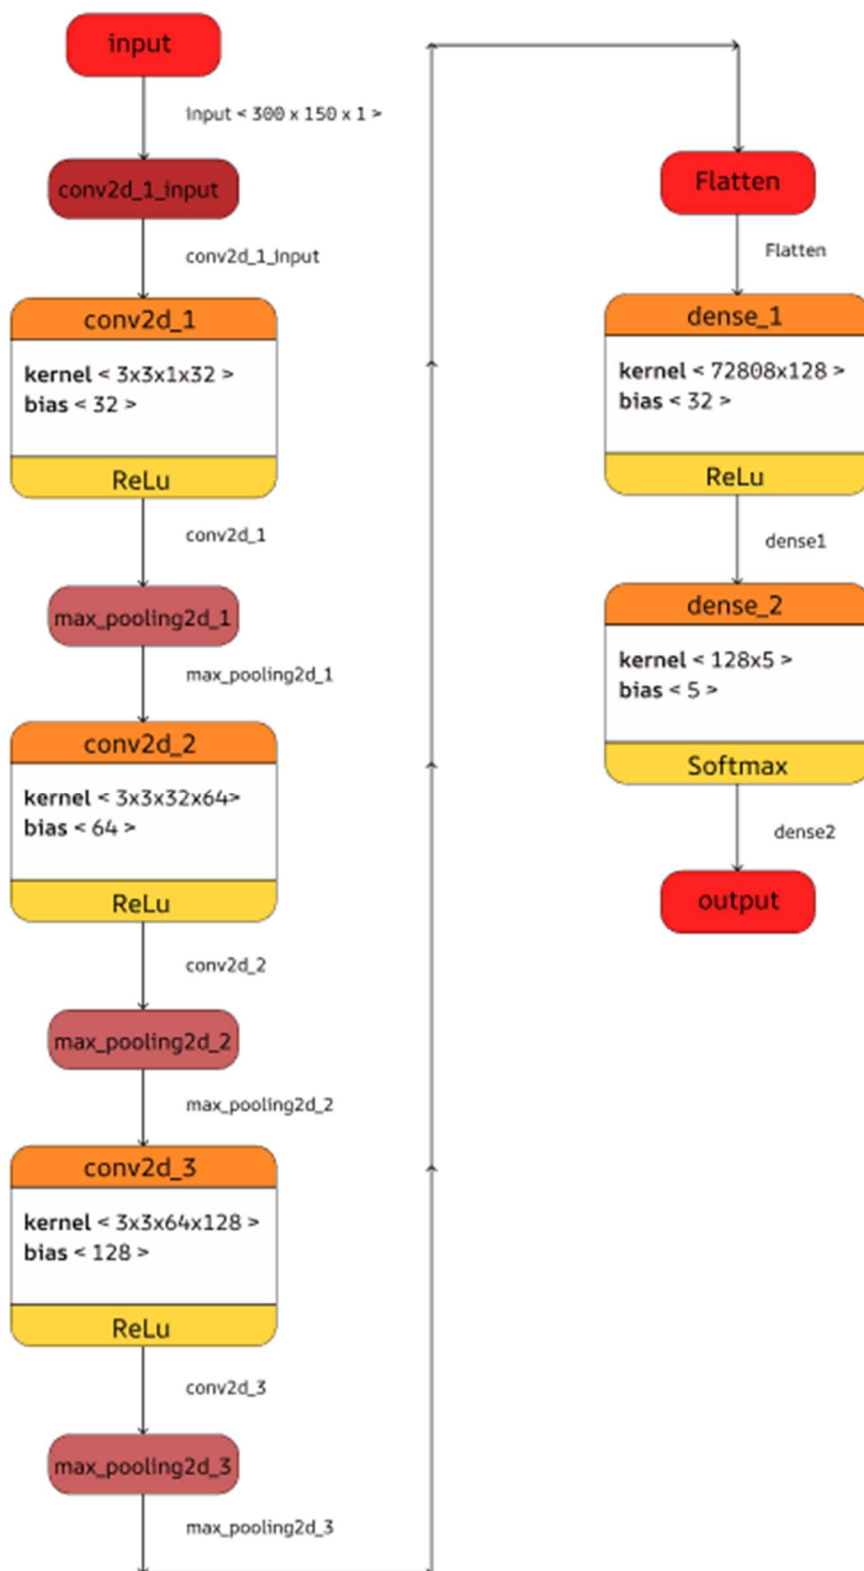 input
input < 300 x 150 x 1 >
conv2d_1_input
conv2d_1_input
conv2d_1
kernel < 3x3x1x32 >
bias < 32 >
ReLu
conv2d_1
max_pooling2d_1
max_pooling2d_1
conv2d_2
kernel < 3x3x32x64>
bias < 64 >
ReLu
conv2d_2
max_pooling2d_2
max_pooling2d_2
conv2d_3
kernel < 3x3x64x128 >
bias < 128 >
ReLu
conv2d_3
max_pooling2d_3
max_pooling2d_3
Flatten
Flatten
dense_1
kernel < 72808x128 >
bias < 32 >
ReLu
dense1
dense_2
kernel < 128x5 >
bias < 5 >
Softmax
dense2
output